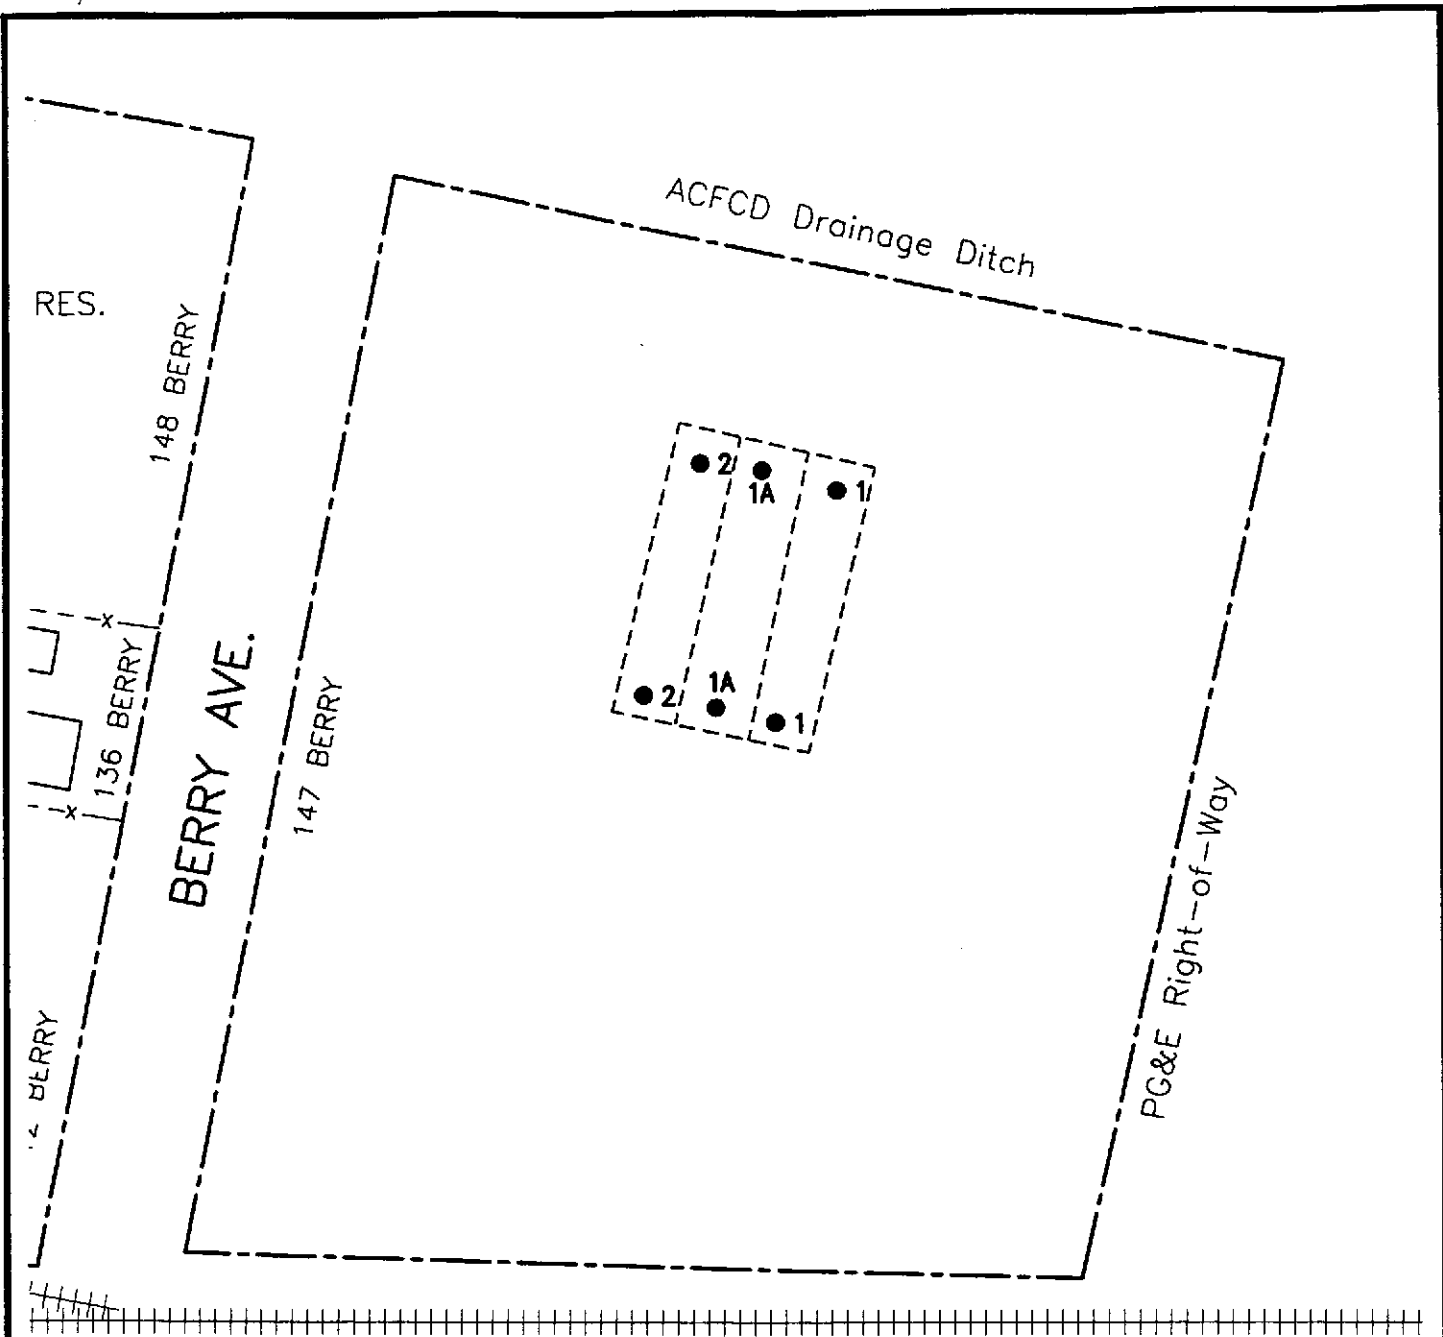 ACFCD Drainage Ditch
RES.
148 BERRY
2
1A
1
136 BERRY
BERRY AVE.
147 BERRY
2
1A
1
PG&E Right-of-Way
BERRY